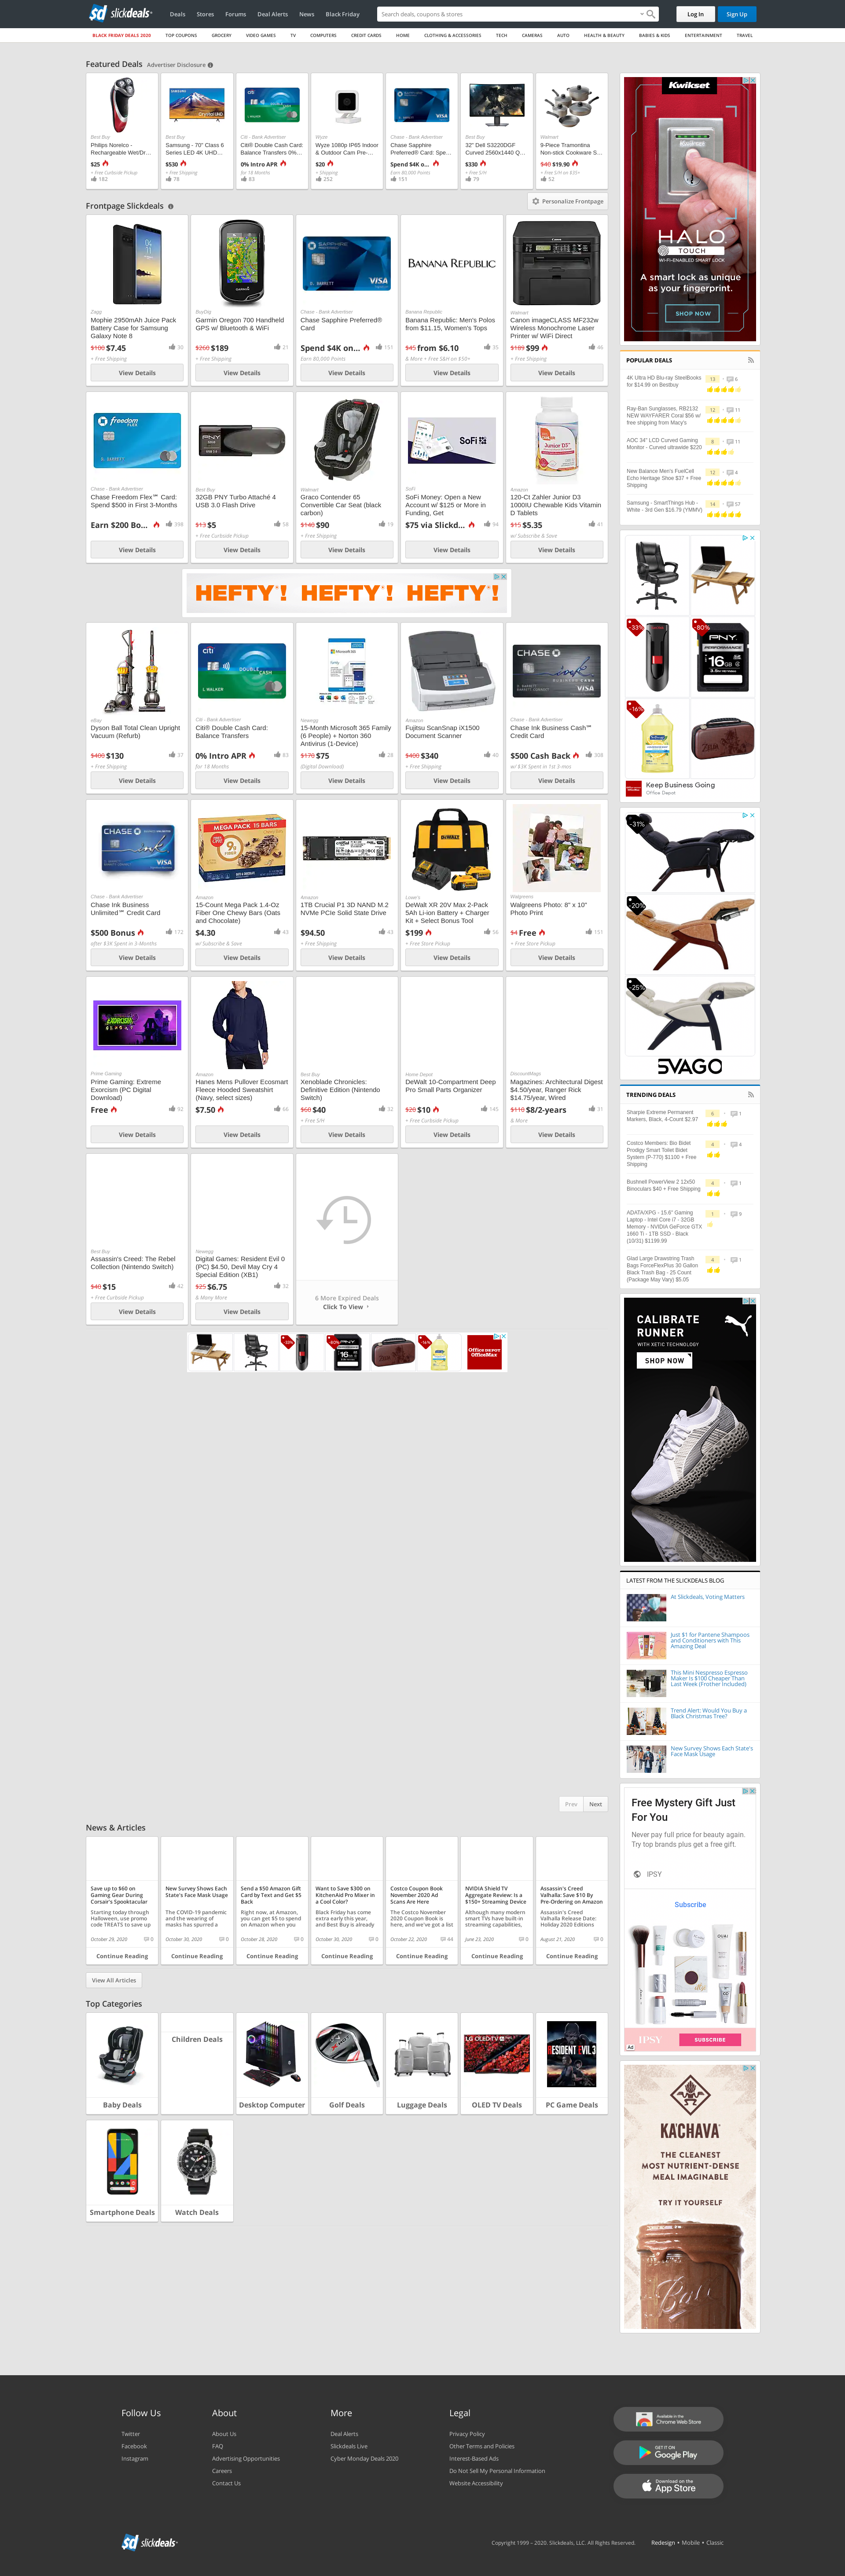 sd slickdeals
Deals
Stores
Forums
Deal Alerts
News
Black Friday
Search deals, coupons & stores
Log In
Sign Up
BLACK FRIDAY DEALS 2020
TOP COUPONS
GROCERY
VIDEO GAMES
TV
COMPUTERS
CREDIT CARDS
HOME
CLOTHING & ACCESSORIES
TECH
CAMERAS
AUTO
HEALTH & BEAUTY
BABIES & KIDS
ENTERTAINMENT
TRAVEL
Featured Deals Advertiser Disclosure
Best Buy
Philips Norelco - Rechargeable Wet/Dr...
$25
+ Free Curbside Pickup
182
Best Buy
Samsung - 70" Class 6 Series LED 4K UHD...
$530
+ Free Shipping
78
Citi - Bank Advertiser
Citi® Double Cash Card: Balance Transfers 0%...
0% Intro APR
for 18 Months
83
Wyze
Wyze 1080p IP65 Indoor & Outdoor Cam Pre-...
$20
+ Shipping
252
Chase - Bank Advertiser
Chase Sapphire Preferred® Card: Spe...
Spend $4K o...
Earn 80,000 Points
151
Best Buy
32" Dell S3220DGF Curved 2560x1440 Q...
$330
+ Free S/H
79
Walmart
9-Piece Tramontina Non-stick Cookware S...
$40 $19.90
+ Free S/H on $35+
52
Frontpage Slickdeals
Personalize Frontpage
Zagg
Mophie 2950mAh Juice Pack
Battery Case for Samsung
Galaxy Note 8
$100 $7.45
30
+ Free Shipping
View Details
BuyDig
Garmin Oregon 700 Handheld
GPS w/ Bluetooth & WiFi
$260 $189
21
+ Free Shipping
View Details
Chase - Bank Advertiser
Chase Sapphire Preferred®
Card
Spend $4K on...
151
Earn 80,000 Points
View Details
BANANA REPUBLIC
Banana Republic
Banana Republic: Men's Polos
from $11.15, Women's Tops
$45 from $6.10
35
& More + Free S&H on $50+
View Details
Walmart
Canon imageCLASS MF232w
Wireless Monochrome Laser
Printer w/ WiFi Direct
$189 $99
46
+ Free Shipping
View Details
Chase - Bank Advertiser
Chase Freedom Flex℠ Card:
Spend $500 in First 3-Months
Earn $200 Bo...
398
View Details
Best Buy
32GB PNY Turbo Attaché 4
USB 3.0 Flash Drive
$13 $5
58
+ Free Curbside Pickup
View Details
Walmart
Graco Contender 65
Convertible Car Seat (black
carbon)
$140 $90
19
+ Free Shipping
View Details
SoFi
SoFi
SoFi Money: Open a New
Account w/ $125 or More in
Funding, Get
$75 via Slickd...
94
View Details
Junior D3
Amazon
120-Ct Zahler Junior D3
1000IU Chewable Kids Vitamin
D Tablets
$15 $5.35
41
w/ Subscribe & Save
View Details
HEFTY! HEFTY! HEFTY!
eBay
Dyson Ball Total Clean Upright
Vacuum (Refurb)
$400 $130
37
+ Free Shipping
View Details
Citi - Bank Advertiser
Citi® Double Cash Card:
Balance Transfers
0% Intro APR
83
for 18 Months
View Details
Newegg
15-Month Microsoft 365 Family
(6 People) + Norton 360
Antivirus (1-Device)
$170 $75
28
(Digital Download)
View Details
Amazon
Fujitsu ScanSnap iX1500
Document Scanner
$490 $340
40
+ Free Shipping
View Details
Chase - Bank Advertiser
Chase Ink Business Cash℠
Credit Card
$500 Cash Back
308
w/ $3K Spent in 1st 3-mos
View Details
Chase - Bank Advertiser
Chase Ink Business
Unlimited℠ Credit Card
$500 Bonus
172
after $3K Spent in 3-Months
View Details
MEGA PACK 15 BARS
Amazon
15-Count Mega Pack 1.4-Oz
Fiber One Chewy Bars (Oats
and Chocolate)
$4.30
43
w/ Subscribe & Save
View Details
Amazon
1TB Crucial P1 3D NAND M.2
NVMe PCIe Solid State Drive
$94.50
43
+ Free Shipping
View Details
DEWALT
Lowe's
DeWalt XR 20V Max 2-Pack
5Ah Li-ion Battery + Charger
Kit + Select Bonus Tool
$199
56
+ Free Store Pickup
View Details
Walgreens
Walgreens Photo: 8" x 10"
Photo Print
$4 Free
151
+ Free Store Pickup
View Details
Prime Gaming
Prime Gaming: Extreme
Exorcism (PC Digital
Download)
Free
92
View Details
Amazon
Hanes Mens Pullover Ecosmart
Fleece Hooded Sweatshirt
(Navy, select sizes)
$7.50
66
View Details
Best Buy
Xenoblade Chronicles:
Definitive Edition (Nintendo
Switch)
$60 $40
32
+ Free S/H
View Details
Home Depot
DeWalt 10-Compartment Deep
Pro Small Parts Organizer
$20 $10
145
+ Free Curbside Pickup
View Details
DiscountMags
Magazines: Architectural Digest
$4.50/year, Ranger Rick
$14.75/year, Wired
$110 $8/2-years
31
& More
View Details
Best Buy
Assassin's Creed: The Rebel
Collection (Nintendo Switch)
$40 $15
42
+ Free Curbside Pickup
View Details
Newegg
Digital Games: Resident Evil 0
(PC) $4.50, Devil May Cry 4
Special Edition (XB1)
$25 $6.75
32
& Many More
View Details
6 More Expired Deals
Click To View
Office DEPOT
OfficeMax
Prev
Next
News & Articles
Save up to $60 on Gaming Gear During Corsair's Spooktacular
Starting today through Halloween, use promo code TREATS to save up
October 29, 2020
0
Continue Reading
New Survey Shows Each State's Face Mask Usage
The COVID-19 pandemic and the wearing of masks has spurred a
October 30, 2020
0
Continue Reading
Send a $50 Amazon Gift Card by Text and Get $5 Back
Right now, at Amazon, you can get $5 to spend on Amazon when you
October 28, 2020
0
Continue Reading
Want to Save $300 on KitchenAid Pro Mixer in a Cool Color?
Black Friday has come extra early this year, and Best Buy is already
October 30, 2020
0
Continue Reading
Costco Coupon Book November 2020 Ad Scans Are Here
The Costco November 2020 Coupon Book is here, and we've got a list
October 22, 2020
44
Continue Reading
NVIDIA Shield TV Aggregate Review: Is a $150+ Streaming Device
Although many modern smart TVs have built-in streaming capabilities,
June 23, 2020
0
Continue Reading
Assassin's Creed Valhalla: Save $10 By Pre-Ordering on Amazon
Assassin's Creed Valhalla Release Date: Holiday 2020 Editions
August 21, 2020
0
Continue Reading
View All Articles
Top Categories
Baby Deals
Children Deals
Desktop Computer
Golf Deals
Luggage Deals
LG OLED TV
OLED TV Deals
RESIDENT EVIL 3
PC Game Deals
Smartphone Deals
Watch Deals
Kwikset
HALO
TOUCH
WI-FI-ENABLED SMART LOCK
A smart lock as unique
as your fingerprint.
SHOP NOW
POPULAR DEALS
4K Ultra HD Blu-ray SteelBooks
for $14.99 on Bestbuy
13
6
Ray-Ban Sunglasses, RB2132
NEW WAYFARER Coral $56 w/
free shipping from Macy's
12
11
AOC 34" LCD Curved Gaming
Monitor - Curved ultrawide $220
8
11
New Balance Men's FuelCell
Echo Heritage Shoe $37 + Free
Shipping
12
4
Samsung - SmartThings Hub -
White - 3rd Gen $16.79 (YMMV)
14
57
-33%
-80%
PNY
PERFORMANCE
16GB
-16%
Keep Business Going
Office Depot
-31%
-20%
-25%
SVAGO
TRENDING DEALS
Sharpie Extreme Permanent
Markers, Black, 4-Count $2.97
6
1
Costco Members: Bio Bidet
Prodigy Smart Toilet Bidet
System (P-770) $1100 + Free
Shipping
4
4
Bushnell PowerView 2 12x50
Binoculars $40 + Free Shipping
4
1
ADATA/XPG - 15.6" Gaming
Laptop - Intel Core i7 - 32GB
Memory - NVIDIA GeForce GTX
1660 Ti - 1TB SSD - Black
(10/31) $1199.99
1
9
Glad Large Drawstring Trash
Bags ForceFlexPlus 30 Gallon
Black Trash Bag - 25 Count
(Package May Vary) $5.05
4
1
CALIBRATE
RUNNER
WITH XETIC TECHNOLOGY
SHOP NOW
LATEST FROM THE SLICKDEALS BLOG
At Slickdeals, Voting Matters
Just $1 for Pantene Shampoos
and Conditioners with This
Amazing Deal
This Mini Nespresso Espresso
Maker Is $100 Cheaper Than
Last Week (Frother Included)
Trend Alert: Would You Buy a
Black Christmas Tree?
New Survey Shows Each State's
Face Mask Usage
Free Mystery Gift Just
For You
Never pay full price for beauty again.
Try top brands plus get a free gift.
IPSY
Subscribe
IPSY
SUBSCRIBE
Ad
KA'CHAVA
THE CLEANEST
MOST NUTRIENT-DENSE
MEAL IMAGINABLE
TRY IT YOURSELF
Follow Us
Twitter
Facebook
Instagram
About
About Us
FAQ
Advertising Opportunities
Careers
Contact Us
More
Deal Alerts
Slickdeals Live
Cyber Monday Deals 2020
Legal
Privacy Policy
Other Terms and Policies
Interest-Based Ads
Do Not Sell My Personal Information
Website Accessibility
Available in the
Chrome Web Store
GET IT ON
Google Play
Download on the
App Store
sd slickdeals
Copyright 1999 - 2020. Slickdeals, LLC. All Rights Reserved.
Redesign • Mobile • Classic